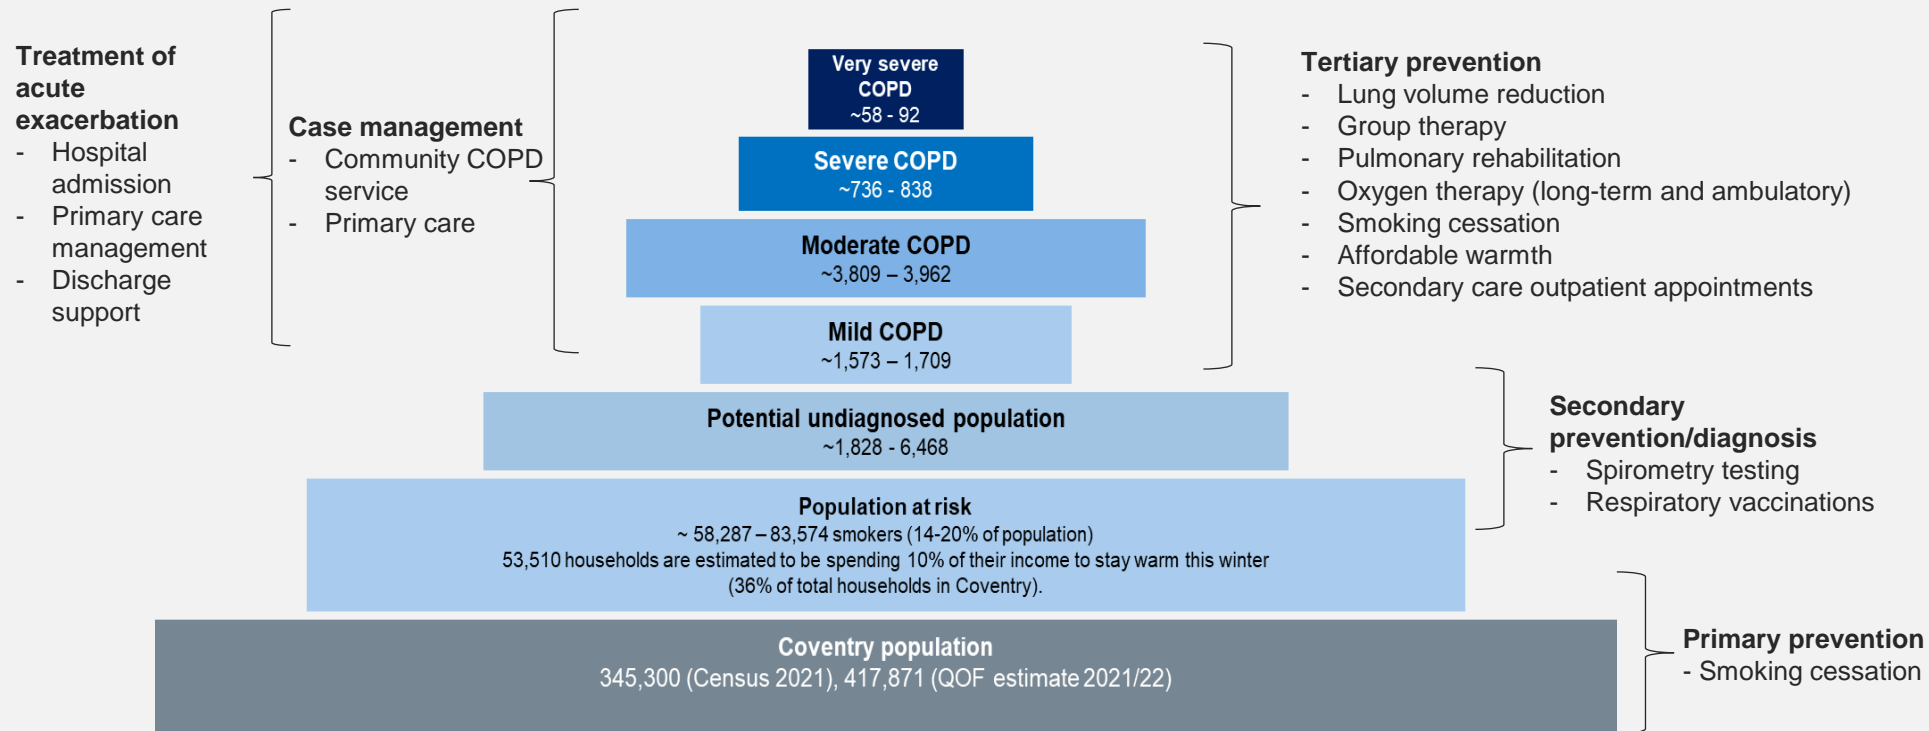 Treatment of
acute
exacerbation
- Hospital
admission
- Primary care
management
- Discharge
support
Case management
- Community COPD
service
- Primary care
Very severe
COPD
~58 - 92
Severe COPD
~736 - 838
Moderate COPD
~3,809 – 3,962
Mild COPD
~1,573 – 1,709
Potential undiagnosed population
~1,828 - 6,468
Population at risk
~ 58,287 – 83,574 smokers (14-20% of population)
53,510 households are estimated to be spending 10% of their income to stay warm this winter
(36% of total households in Coventry).
Coventry population
345,300 (Census 2021), 417,871 (QOF estimate 2021/22)
Tertiary prevention
- Lung volume reduction
- Group therapy
- Pulmonary rehabilitation
- Oxygen therapy (long-term and ambulatory)
- Smoking cessation
- Affordable warmth
- Secondary care outpatient appointments
Secondary
prevention/diagnosis
- Spirometry testing
- Respiratory vaccinations
Primary prevention
- Smoking cessation